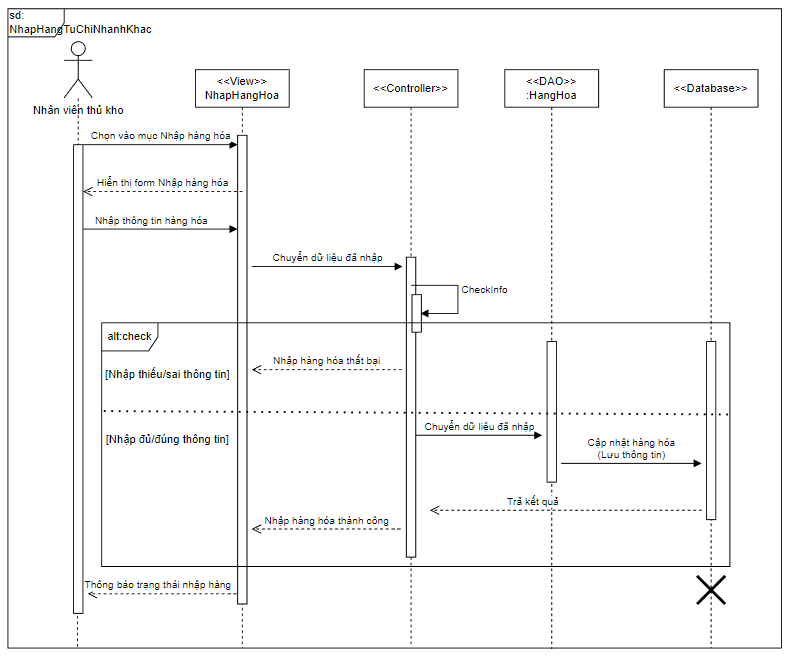 sd:
NhapHangTuChiNhanhKhac
<<View>>
NhapHangHoa
<<Controller>>
<<DAO>>
:HangHoa
<<Database>>
Nhân viên thủ kho
Chọn vào mục Nhập hàng hóa
Hiển thị form Nhập hàng hóa
Nhập thông tin hàng hóa
Chuyển dữ liệu đã nhập
CheckInfo
alt:check
Nhập hàng hóa thất bại
[Nhập thiếu/sai thông tin]
Chuyển dữ liệu đã nhập
[Nhập đủ/đúng thông tin]
Cập nhật hàng hóa
(Lưu thông tin)
Trả kết quả
Nhập hàng hóa thành công
Thông báo trạng thái nhập hàng